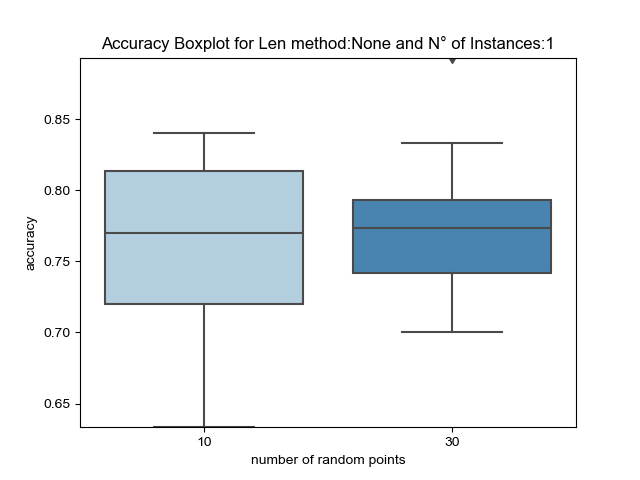 Accuracy Boxplot for Len method:None and N° of Instances:1
0.85
0.80
0.75
0.70
0.65
accuracy
10 30
number of random points